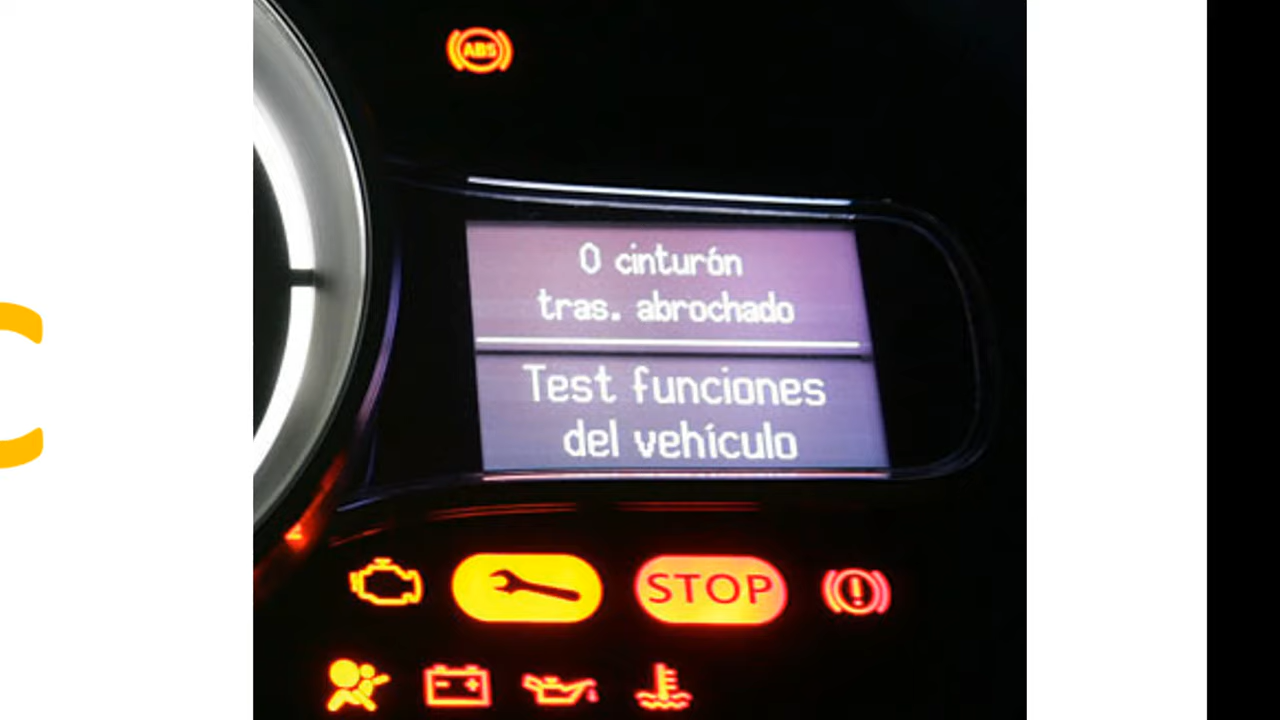 ABS
0 cinturón
tras. abrochado
Test funciones
del vehículo
STOP